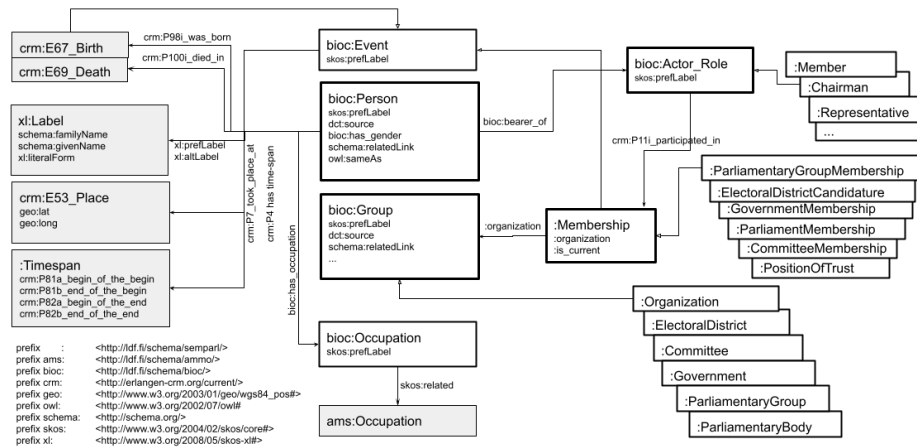 crm:E67_Birth
crm:E69_Death
crm:P98i_was_born
crm:P100i_died_in
bioc:Event
skos:prefLabel
bioc:Actor_Role
skos:prefLabel
:Member
:Chairman
:Representative
...
xl:Label
schema:familyName
schema:givenName
xl:literalForm
xl:prefLabel
xl:altLabel
bioc:Person
skos:prefLabel
dct:source
bioc:has_gender
schema:relatedLink
owl:sameAs
bioc:bearer_of
crm:P11i_participated_in
crm:P7_took_place_at
crm:P4 has time-span
bioc:has_occupation
crm:E53_Place
geo:lat
geo:long
bioc:Group
skos:prefLabel
dct:source
schema:relatedLink
...
:organization
:Membership
:organization
:is_current
:ParliamentaryGroupMembership
:ElectoralDistrictCandidature
:GovernmentMembership
:ParliamentMembership
:CommitteeMembership
:PositionOfTrust
:Timespan
crm:P81a_begin_of_the_begin
crm:P81b_end_of_the_begin
crm:P82a_begin_of_the_end
crm:P82b_end_of_the_end
:Organization
:ElectoralDistrict
:Committee
:Government
:ParliamentaryGroup
:ParliamentaryBody
bioc:Occupation
skos:prefLabel
skos:related
ams:Occupation
prefix : <http://ldf.fi/schema/semparl/>
prefix ams: <http://ldf.fi/schema/ammo/>
prefix bioc: <http://ldf.fi/schema/bioc/>
prefix crm: <http://erlangen-crm.org/current/>
prefix geo: <http://www.w3.org/2003/01/geo/wgs84_pos#>
prefix owl: <http://www.w3.org/2002/07/owl#
prefix schema: <http://schema.org/>
prefix skos: <http://www.w3.org/2004/02/skos/core#>
prefix xl: <http://www.w3.org/2008/05/skos-xl#>